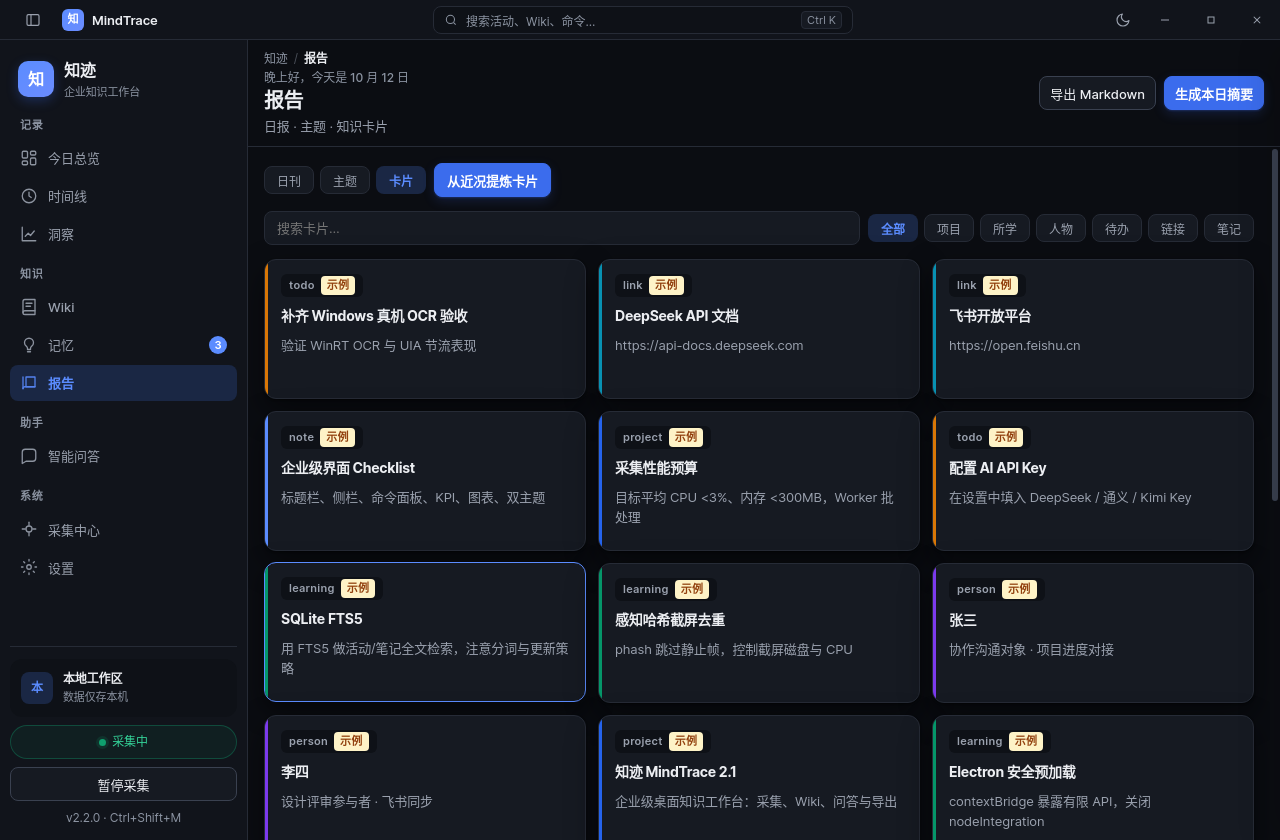 知 MindTrace
搜索活动、Wiki、命令... Ctrl K
知
知迹
企业知识工作台
记录
今日总览
时间线
洞察
知识
Wiki
记忆 3
报告
助手
智能问答
系统
采集中心
设置
本
本地工作区
数据仅存本机
采集中
暂停采集
v2.2.0 · Ctrl+Shift+M
知迹 / 报告
晚上好，今天是 10 月 12 日
报告
日报 · 主题 · 知识卡片
导出 Markdown 生成本日摘要
日刊 主题 卡片 从近况提炼卡片
搜索卡片... 全部 项目 所学 人物 待办 链接 笔记
todo 示例
补齐 Windows 真机 OCR 验收
验证 WinRT OCR 与 UIA 节流表现
link 示例
DeepSeek API 文档
https://api-docs.deepseek.com
link 示例
飞书开放平台
https://open.feishu.cn
note 示例
企业级界面 Checklist
标题栏、侧栏、命令面板、KPI、图表、双主题
project 示例
采集性能预算
目标平均 CPU <3%、内存 <300MB，Worker 批
处理
todo 示例
配置 AI API Key
在设置中填入 DeepSeek / 通义 / Kimi Key
learning 示例
SQLite FTS5
用 FTS5 做活动/笔记全文检索，注意分词与更新策
略
learning 示例
感知哈希截屏去重
phash 跳过静止帧，控制截屏磁盘与 CPU
person 示例
张三
协作沟通对象 · 项目进度对接
person 示例
李四
设计评审参与者 · 飞书同步
project 示例
知迹 MindTrace 2.1
企业级桌面知识工作台：采集、Wiki、问答与导出
learning 示例
Electron 安全预加载
contextBridge 暴露有限 API，关闭
nodeIntegration